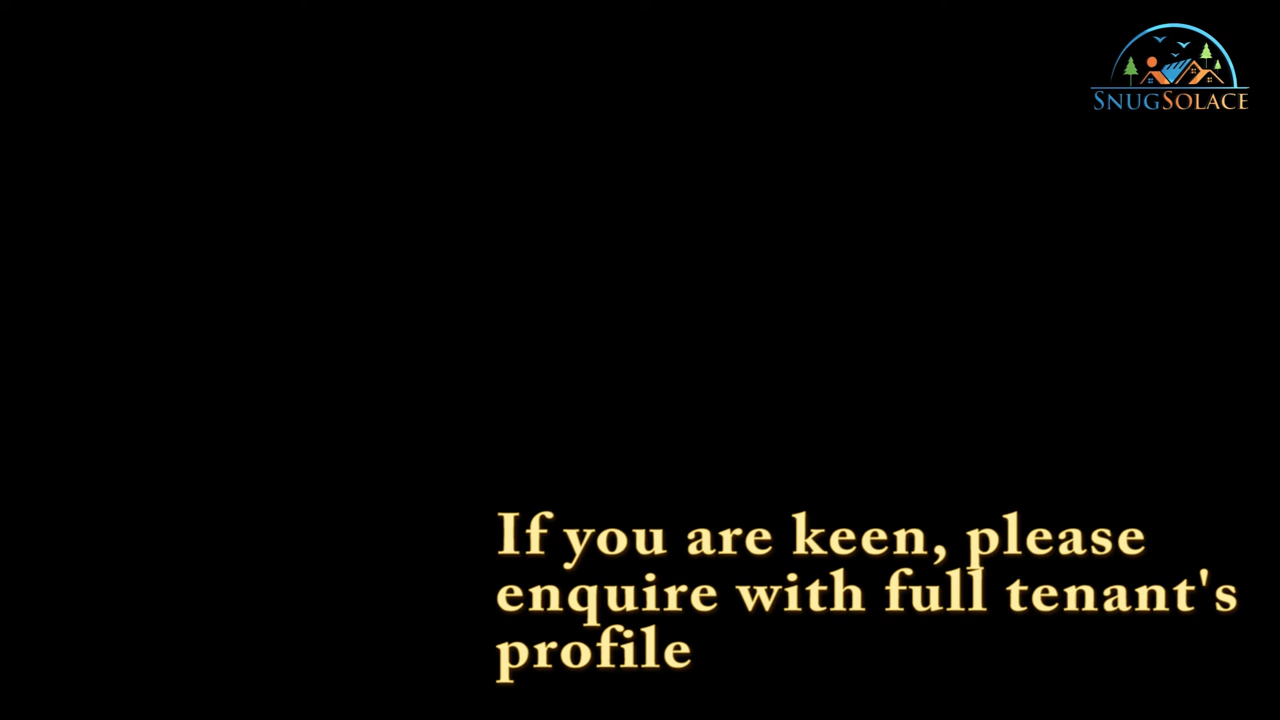 SNUGSOLACE
If you are keen, please
enquire with full tenant's
profile